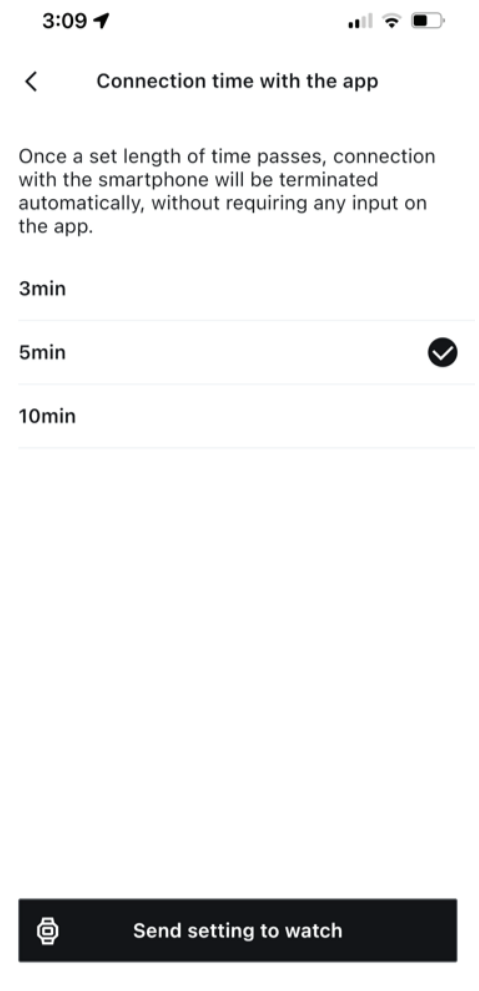 3:09
Connection time with the app
Once a set length of time passes, connection
with the smartphone will be terminated
automatically, without requiring any input on
the app.
3min
5min
10min
Send setting to watch